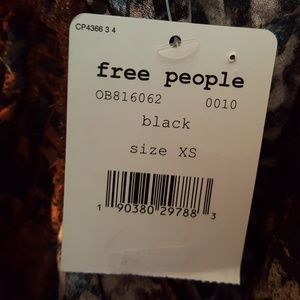 CP4366 3 4
free people
OB816062 0010
black
size XS
1 90380 29788 3